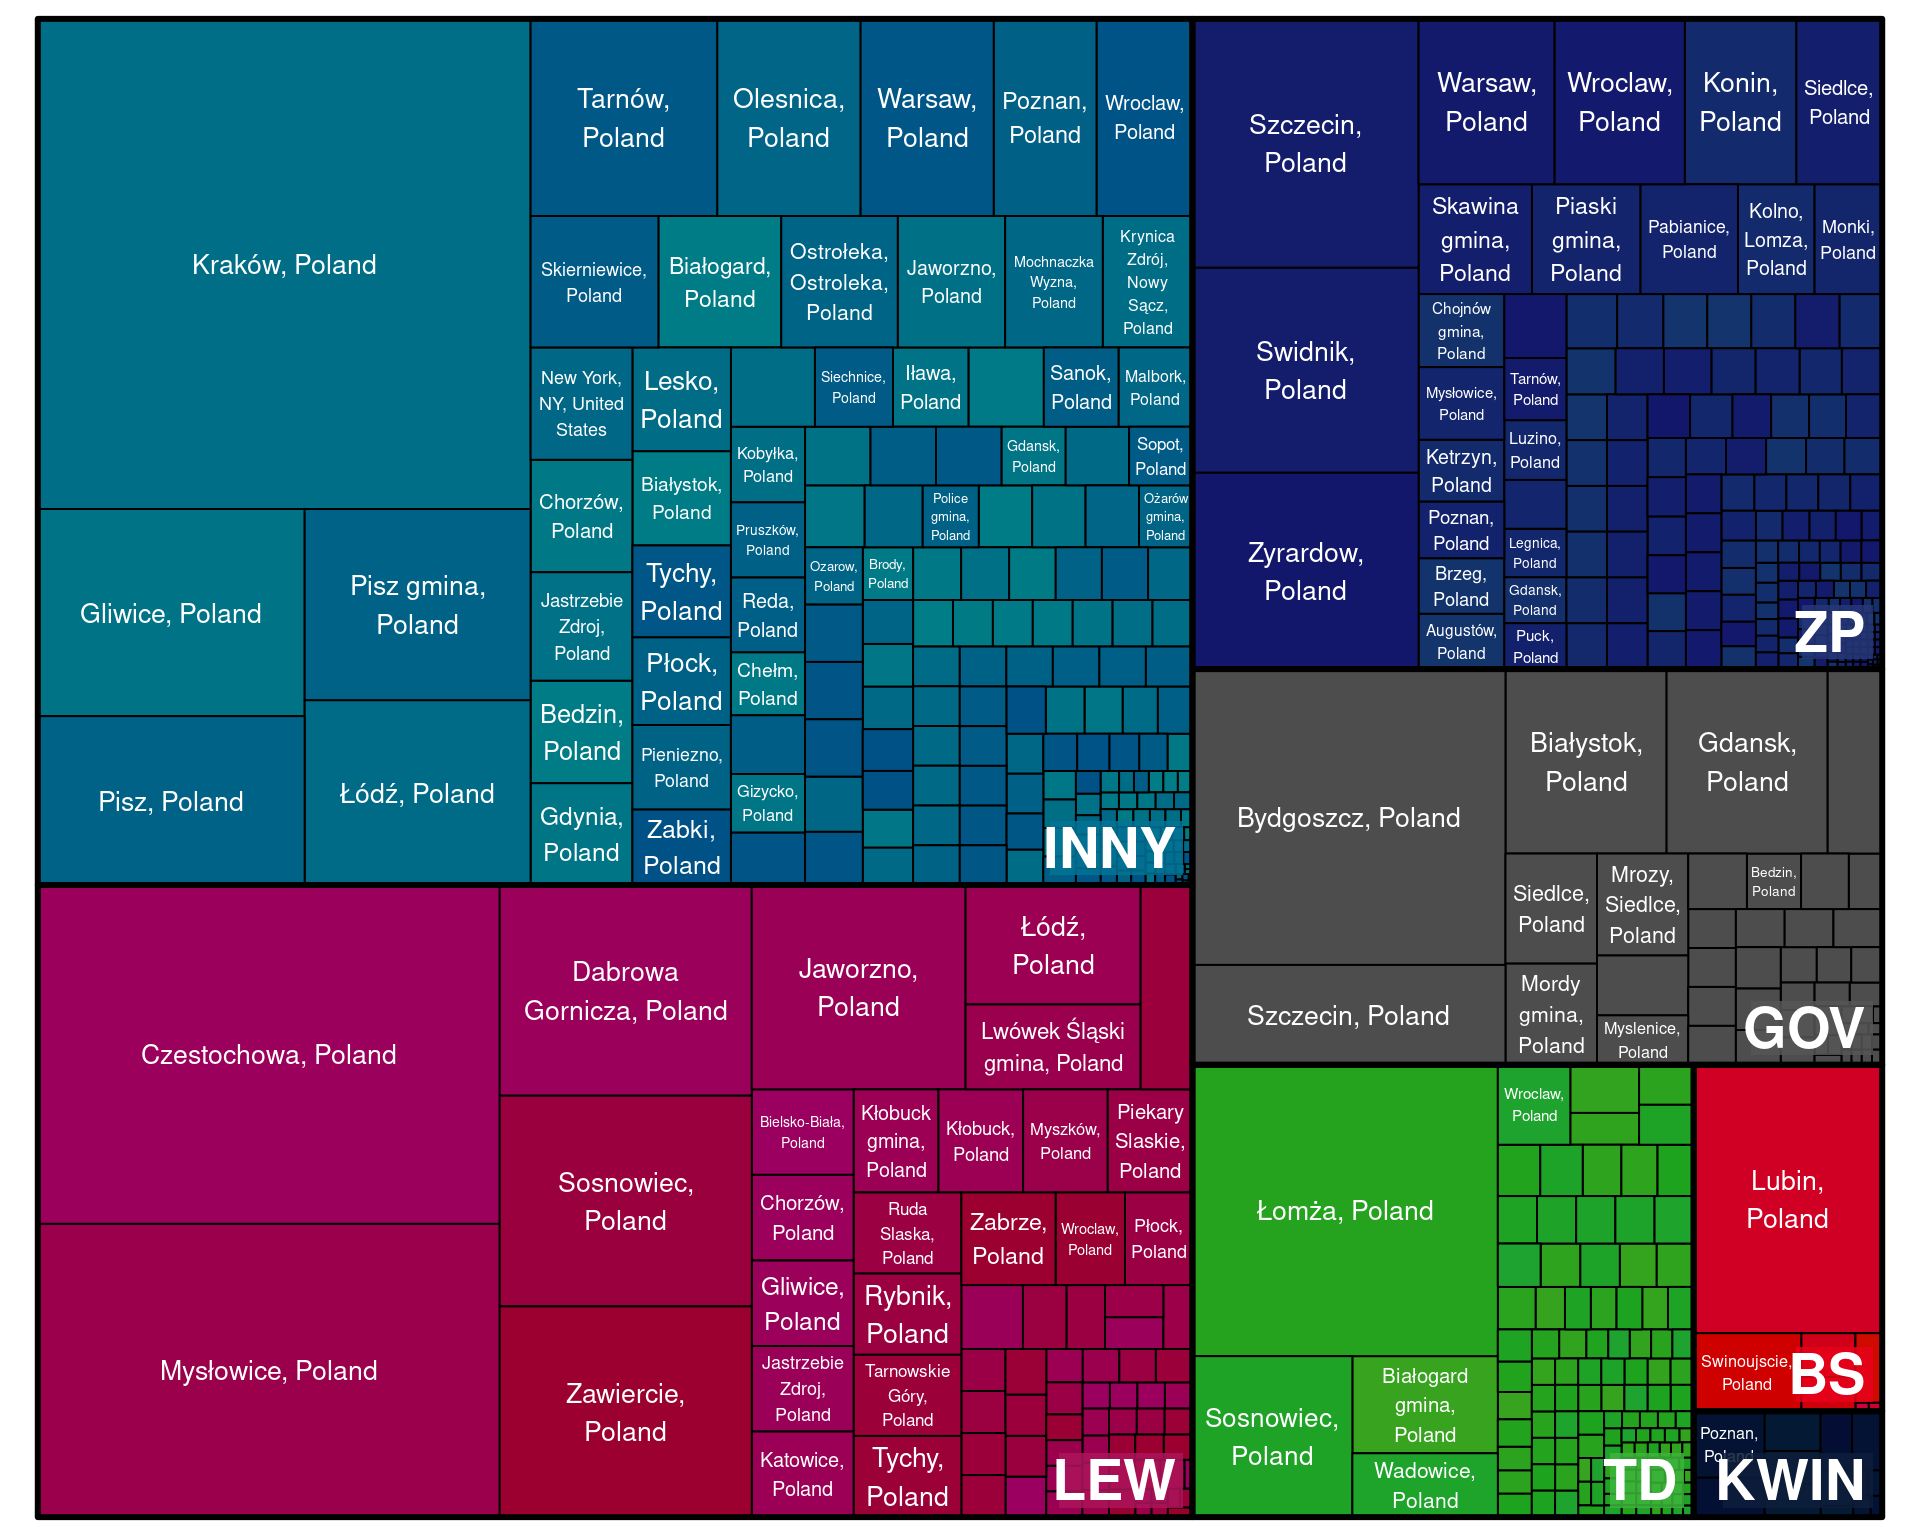 Kraków, Poland
Gliwice, Poland
Pisz gmina,
Poland
Pisz, Poland
Łódź, Poland
Tarnów,
Poland
Olesnica,
Poland
Warsaw,
Poland
Poznan,
Poland
Wroclaw,
Poland
Skierniewice,
Poland
Białogard,
Poland
Ostrołeka,
Ostroleka,
Poland
Jaworzno,
Poland
Mochnaczka
Wyzna,
Poland
Krynica
Zdrój,
Nowy
Sącz,
Poland
New York,
NY, United
States
Lesko,
Poland
Siechnice,
Poland
Iława,
Poland
Sanok,
Poland
Malbork,
Poland
Chorzów,
Poland
Białystok,
Poland
Kobyłka,
Poland
Gdansk,
Poland
Sopot,
Poland
Pruszków,
Poland
Police
gmina,
Poland
Ożarów
gmina,
Poland
Jastrzebie
Zdroj,
Poland
Tychy,
Poland
Reda,
Poland
Ozarow,
Poland
Brody,
Poland
Bedzin,
Poland
Płock,
Poland
Chełm,
Poland
Pieniezno,
Poland
Gizycko,
Poland
Gdynia,
Poland
Zabki,
Poland
INNY
Szczecin,
Poland
Swidnik,
Poland
Zyrardow,
Poland
Warsaw,
Poland
Wroclaw,
Poland
Konin,
Poland
Siedlce,
Poland
Skawina
gmina,
Poland
Piaski
gmina,
Poland
Pabianice,
Poland
Kolno,
Lomza,
Poland
Monki,
Poland
Chojnów
gmina,
Poland
Mysłowice,
Poland
Tarnów,
Poland
Ketrzyn,
Poland
Luzino,
Poland
Poznan,
Poland
Legnica,
Poland
Brzeg,
Poland
Gdansk,
Poland
Augustów,
Poland
Puck,
Poland
ZP
Bydgoszcz, Poland
Szczecin, Poland
Białystok,
Poland
Gdansk,
Poland
Siedlce,
Poland
Mrozy,
Siedlce,
Poland
Bedzin,
Poland
Mordy
gmina,
Poland
Myslenice,
Poland
GOV
Czestochowa, Poland
Mysłowice, Poland
Dabrowa
Gornicza, Poland
Sosnowiec,
Poland
Zawiercie,
Poland
Jaworzno,
Poland
Łódź,
Poland
Lwówek Śląski
gmina, Poland
Bielsko-Biała,
Poland
Kłobuck
gmina,
Poland
Kłobuck,
Poland
Myszków,
Poland
Piekary
Slaskie,
Poland
Chorzów,
Poland
Ruda
Slaska,
Poland
Zabrze,
Poland
Wroclaw,
Poland
Płock,
Poland
Gliwice,
Poland
Rybnik,
Poland
Jastrzebie
Zdroj,
Poland
Tarnowskie
Góry,
Poland
Katowice,
Poland
Tychy,
Poland
LEW
Łomża, Poland
Sosnowiec,
Poland
Białogard
gmina,
Poland
Wadowice,
Poland
Wroclaw,
Poland
TD
Lubin,
Poland
Swinoujscie,
Poland
BS
Poznan,
Poland
KWIN